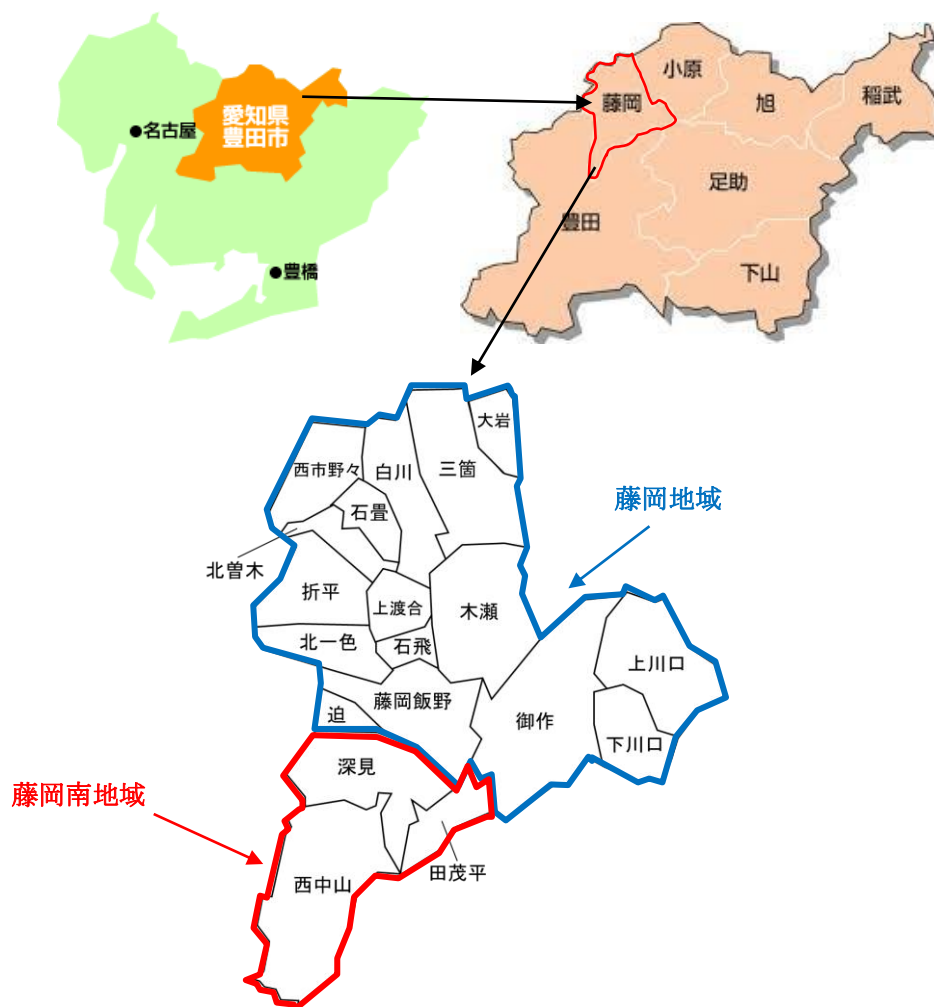 愛知県
豊田市
●名古屋
●豊橋
小原
藤岡
旭
稲武
足助
豊田
下山
大岩
西市野々
白川
三箇
石畳
藤岡地域
北曽木
折平
上渡合
木瀬
北一色
石飛
上川口
藤岡飯野
迫
御作
下川口
深見
藤岡南地域
田茂平
西中山